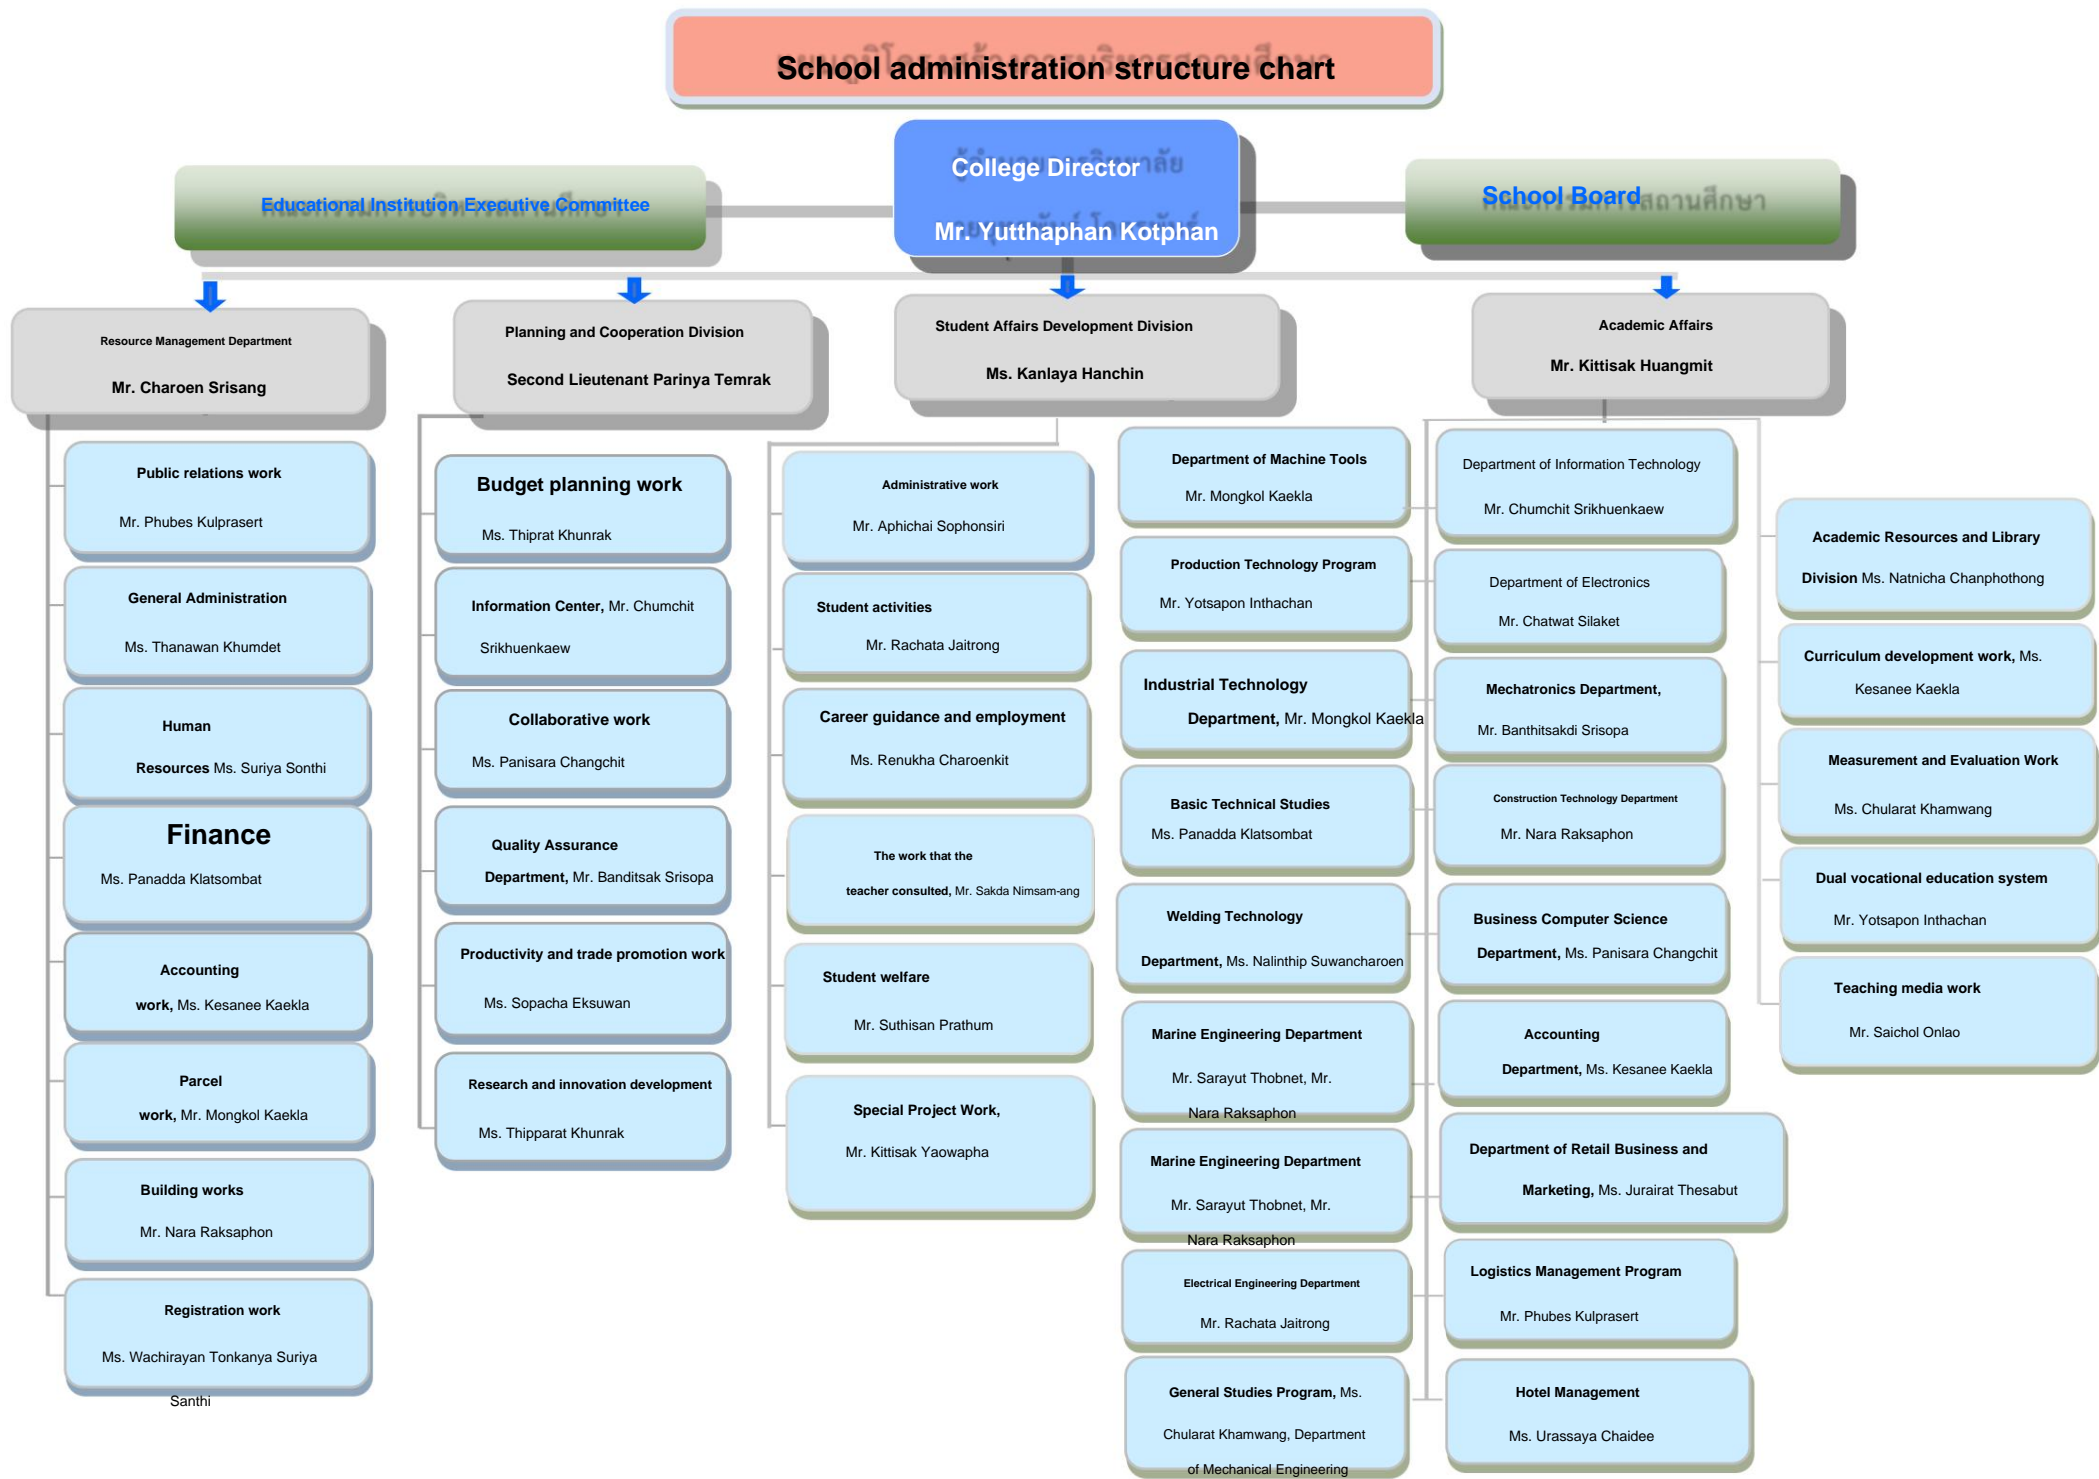 School administration structure chart
College Director
Mr. Yutthaphan Kotphan
Educational Institution Executive Committee
School Board
สถานศึกษา
Resource Management Department
Mr. Charoen Srisang
Planning and Cooperation Division
Second Lieutenant Parinya Temrak
Student Affairs Development Division
Ms. Kanlaya Hanchin
Academic Affairs
Mr. Kittisak Huangmit
Public relations work
Mr. Phubes Kulprasert
General Administration
Ms. Thanawan Khumdet
Human
Resources Ms. Suriya Sonthi
Finance
Ms. Panadda Klatsombat
Accounting
work, Ms. Kesanee Kaekla
Parcel
work, Mr. Mongkol Kaekla
Building works
Mr. Nara Raksaphon
Registration work
Ms. Wachirayan Tonkanya Suriya
Santhi
Budget planning work
Ms. Thiprat Khunrak
Information Center, Mr. Chumchit
Srikhuenkaew
Collaborative work
Ms. Panisara Changchit
Quality Assurance
Department, Mr. Banditsak Srisopa
Productivity and trade promotion work
Ms. Sopacha Eksuwan
Research and innovation development
Ms. Thipparat Khunrak
Administrative work
Mr. Aphichai Sophonsiri
Student activities
Mr. Rachata Jaitrong
Career guidance and employment
Ms. Renukha Charoenkit
The work that the
teacher consulted, Mr. Sakda Nimsam-ang
Student welfare
Mr. Suthisan Prathum
Special Project Work,
Mr. Kittisak Yaowapha
Department of Machine Tools
Mr. Mongkol Kaekla
Production Technology Program
Mr. Yotsapon Inthachan
Industrial Technology
Department, Mr. Mongkol Kaekla
Basic Technical Studies
Ms. Panadda Klatsombat
Welding Technology
Department, Ms. Nalinthip Suwancharoen
Marine Engineering Department
Mr. Sarayut Thobnet, Mr.
Nara Raksaphon
Marine Engineering Department
Mr. Sarayut Thobnet, Mr.
Nara Raksaphon
Electrical Engineering Department
Mr. Rachata Jaitrong
General Studies Program, Ms.
Chularat Khamwang, Department
of Mechanical Engineering
Department of Information Technology
Mr. Chumchit Srikhuenkaew
Department of Electronics
Mr. Chatwat Silaket
Mechatronics Department,
Mr. Banthitsakdi Srisopa
Construction Technology Department
Mr. Nara Raksaphon
Business Computer Science
Department, Ms. Panisara Changchit
Accounting
Department, Ms. Kesanee Kaekla
Department of Retail Business and
Marketing, Ms. Jurairat Thesabut
Logistics Management Program
Mr. Phubes Kulprasert
Hotel Management
Ms. Urassaya Chaidee
Academic Resources and Library
Division Ms. Natnicha Chanphothong
Curriculum development work, Ms.
Kesanee Kaekla
Measurement and Evaluation Work
Ms. Chularat Khamwang
Dual vocational education system
Mr. Yotsapon Inthachan
Teaching media work
Mr. Saichol Onlao